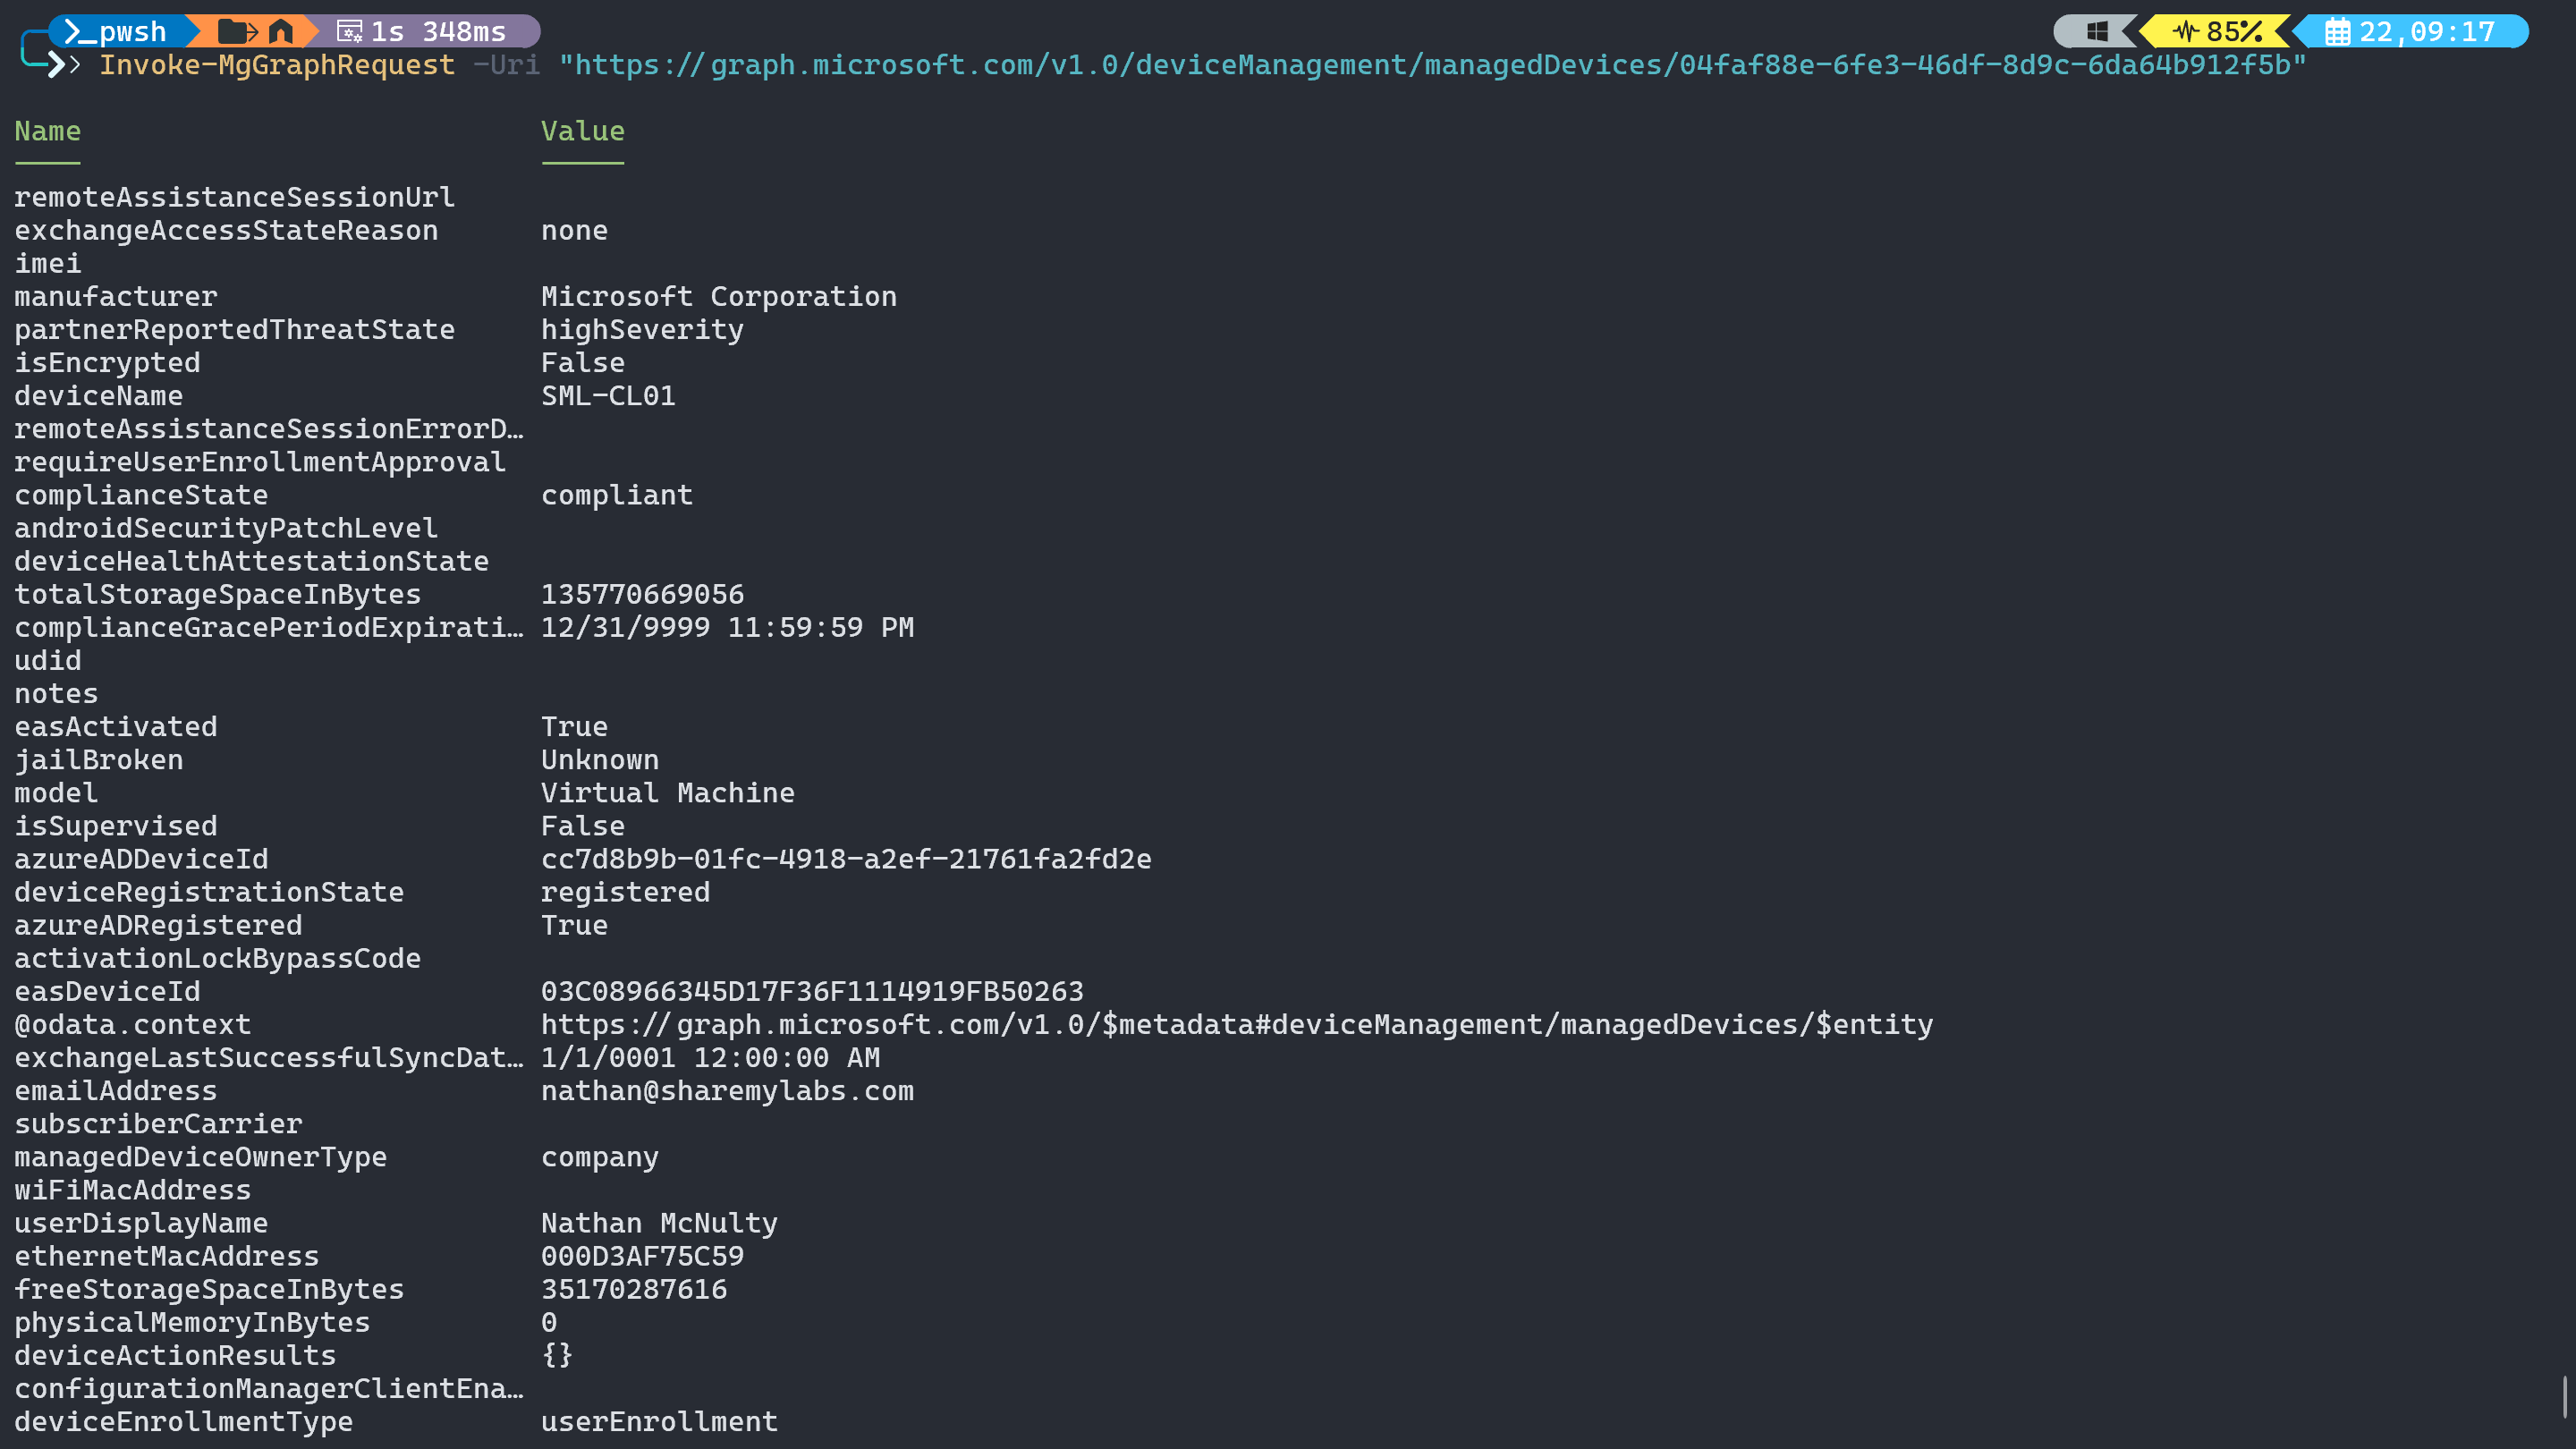 pwsh 1s 348ms 85% 22,09:17
Invoke-MgGraphRequest -Uri "https://graph.microsoft.com/v1.0/deviceManagement/managedDevices/04faf88e-6fe3-46df-8d9c-6da64b912f5b"
Name Value
remoteAssistanceSessionUrl
exchangeAccessStateReason none
imei
manufacturer Microsoft Corporation
partnerReportedThreatState highSeverity
isEncrypted False
deviceName SML-CL01
remoteAssistanceSessionErrorD…
requireUserEnrollmentApproval
complianceState compliant
androidSecurityPatchLevel
deviceHealthAttestationState
totalStorageSpaceInBytes 135770669056
complianceGracePeriodExpirati… 12/31/9999 11:59:59 PM
udid
notes
easActivated True
jailBroken Unknown
model Virtual Machine
isSupervised False
azureADDeviceId cc7d8b9b-01fc-4918-a2ef-21761fa2fd2e
deviceRegistrationState registered
azureADRegistered True
activationLockBypassCode
easDeviceId 03C08966345D17F36F1114919FB50263
@odata.context https://graph.microsoft.com/v1.0/$metadata#deviceManagement/managedDevices/$entity
exchangeLastSuccessfulSyncDat… 1/1/0001 12:00:00 AM
emailAddress nathan@sharemylabs.com
subscriberCarrier
managedDeviceOwnerType company
wiFiMacAddress
userDisplayName Nathan McNulty
ethernetMacAddress 000D3AF75C59
freeStorageSpaceInBytes 35170287616
physicalMemoryInBytes 0
deviceActionResults {}
configurationManagerClientEna…
deviceEnrollmentType userEnrollment